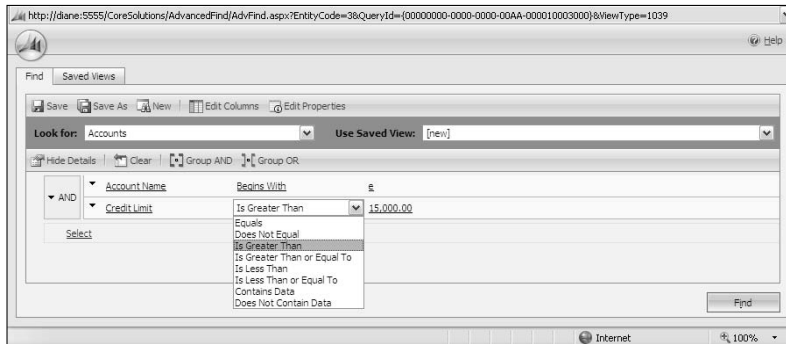 http://diane:5555/CoreSolutions/AdvancedFind/AdvFind.aspx?EntityCode=3&QueryId={00000000-0000-0000-00AA-000010003000}&ViewType=1039
Help
Find Saved Views
Save Save As New Edit Columns Edit Properties
Look for: Accounts Use Saved View: [new]
Hide Details Clear Group AND Group OR
AND
Account Name Begins With e
Credit Limit Is Greater Than 15,000.00
Equals
Does Not Equal
Is Greater Than
Is Greater Than or Equal To
Is Less Than
Is Less Than or Equal To
Contains Data
Does Not Contain Data
Select
Find
Internet 100%